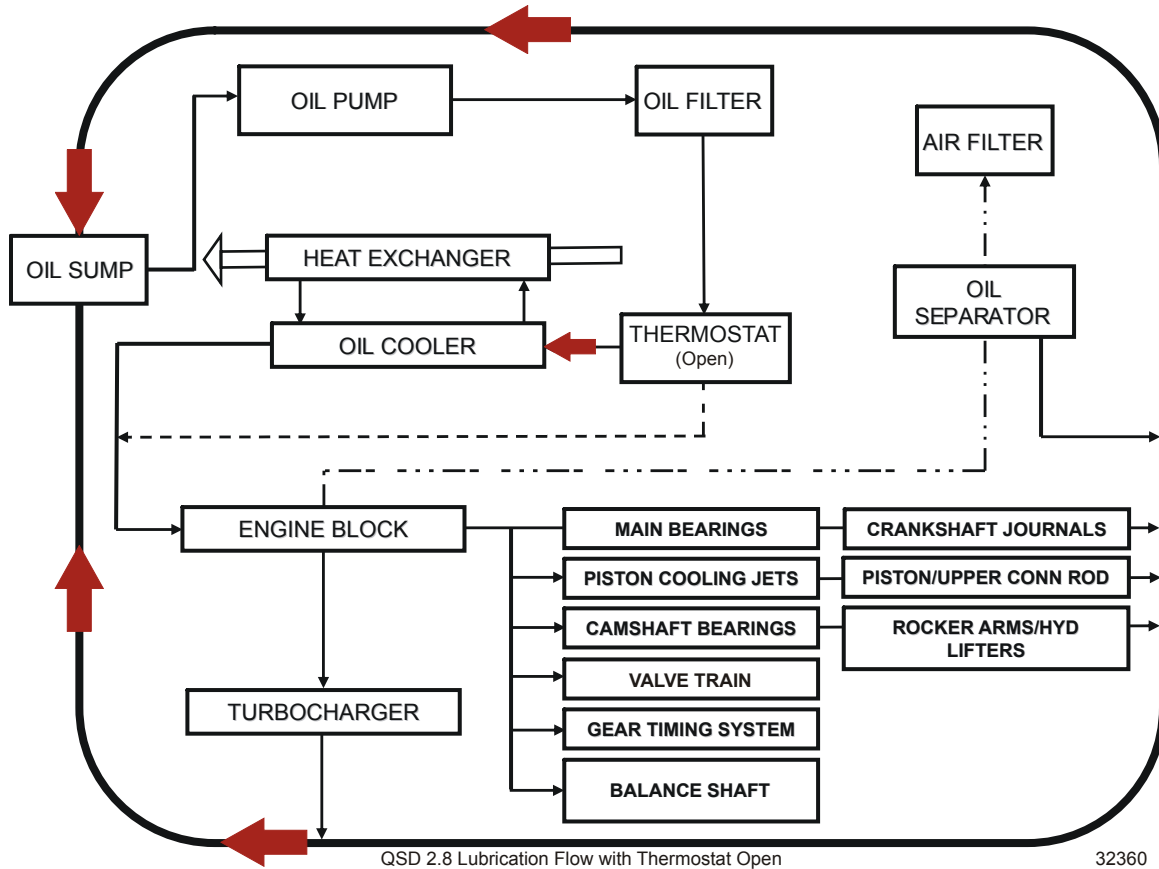 OIL PUMP
OIL FILTER
AIR FILTER
OIL SUMP
HEAT EXCHANGER
OIL
SEPARATOR
OIL COOLER
THERMOSTAT
(Open)
ENGINE BLOCK
MAIN BEARINGS
CRANKSHAFT JOURNALS
PISTON COOLING JETS
PISTON/UPPER CONN ROD
CAMSHAFT BEARINGS
ROCKER ARMS/HYD
LIFTERS
VALVE TRAIN
TURBOCHARGER
GEAR TIMING SYSTEM
BALANCE SHAFT
QSD 2.8 Lubrication Flow with Thermostat Open
32360